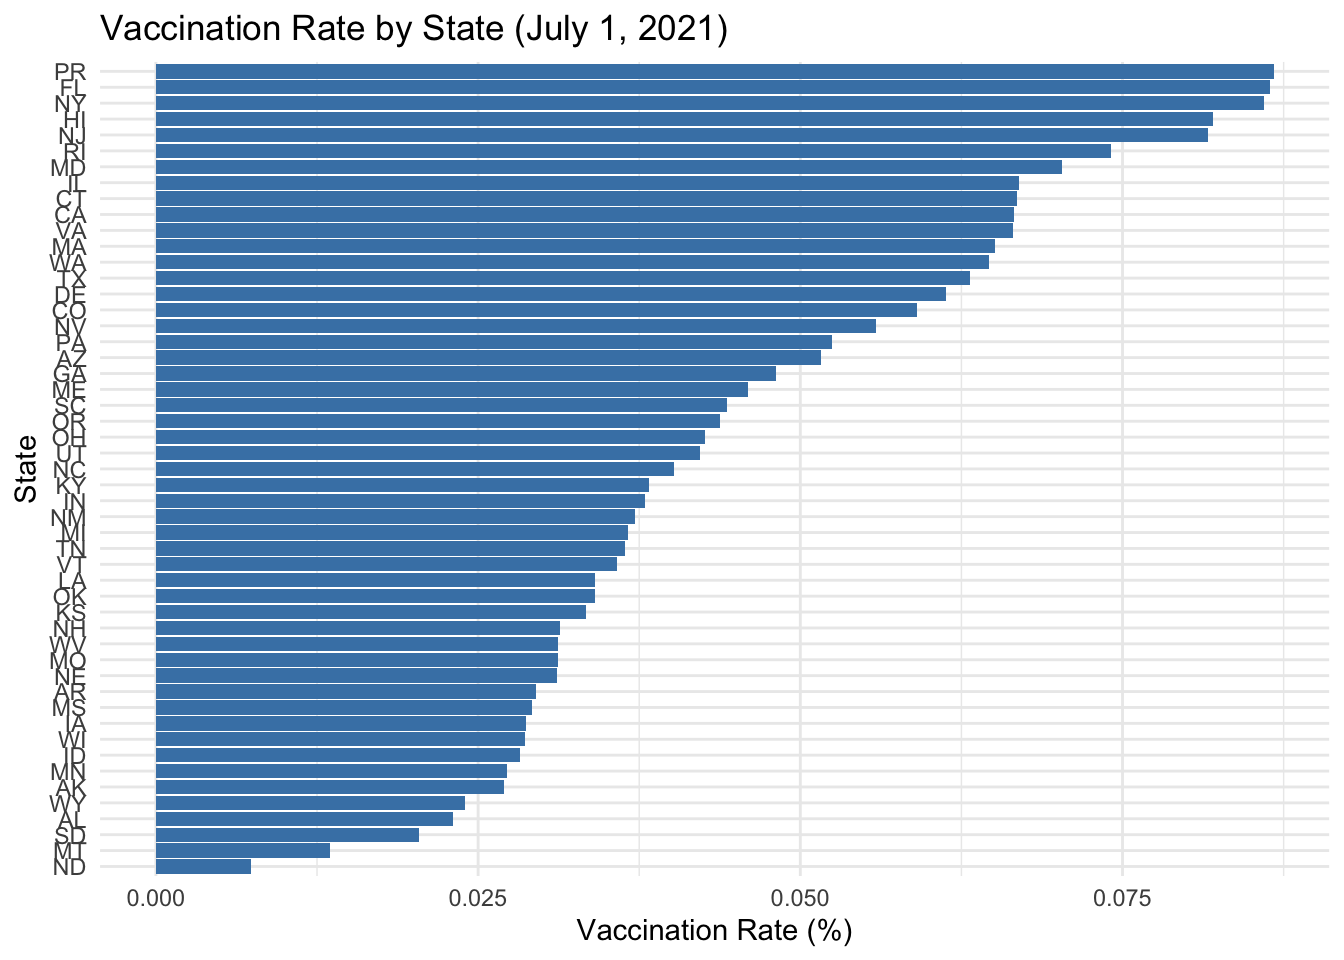 Vaccination Rate by State (July 1, 2021)
PR
FL
NY
HI
NJ
RI
MD
IL
CT
CA
VA
MA
WA
TX
DE
CO
NV
PA
AZ
GA
ME
SC
OR
OH
UT
NC
KY
IN
NM
MI
TN
VT
LA
OK
KS
NH
WV
MO
NE
AR
MS
IA
WI
ID
MN
AK
WY
AL
SD
MT
ND
State
0.000 0.025 0.050 0.075
Vaccination Rate (%)